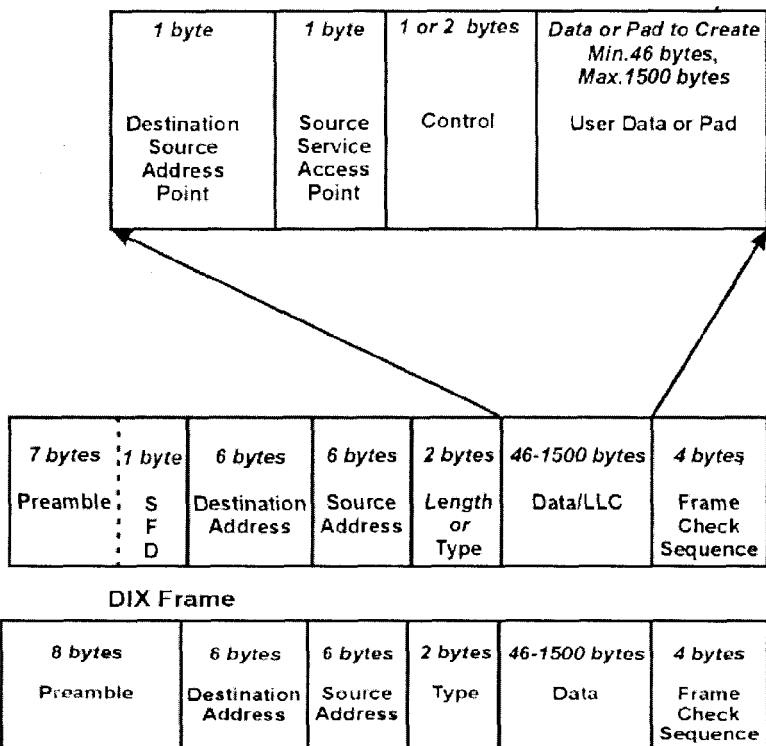 1 byte
Destination
Source
Address
Point
1 byte
Source
Service
Access
Point
1 or 2 bytes
Control
Data or Pad to Create
Min.46 bytes,
Max.1500 bytes
User Data or Pad
7 bytes
Preamble
1 byte
S
F
D
6 bytes
Destination
Address
6 bytes
Source
Address
2 bytes
Length
or
Type
46-1500 bytes
Data/LLC
4 bytes
Frame
Check
Sequence
DIX Frame
8 bytes
Preamble
6 bytes
Destination
Address
6 bytes
Source
Address
2 bytes
Type
46-1500 bytes
Data
4 bytes
Frame
Check
Sequence